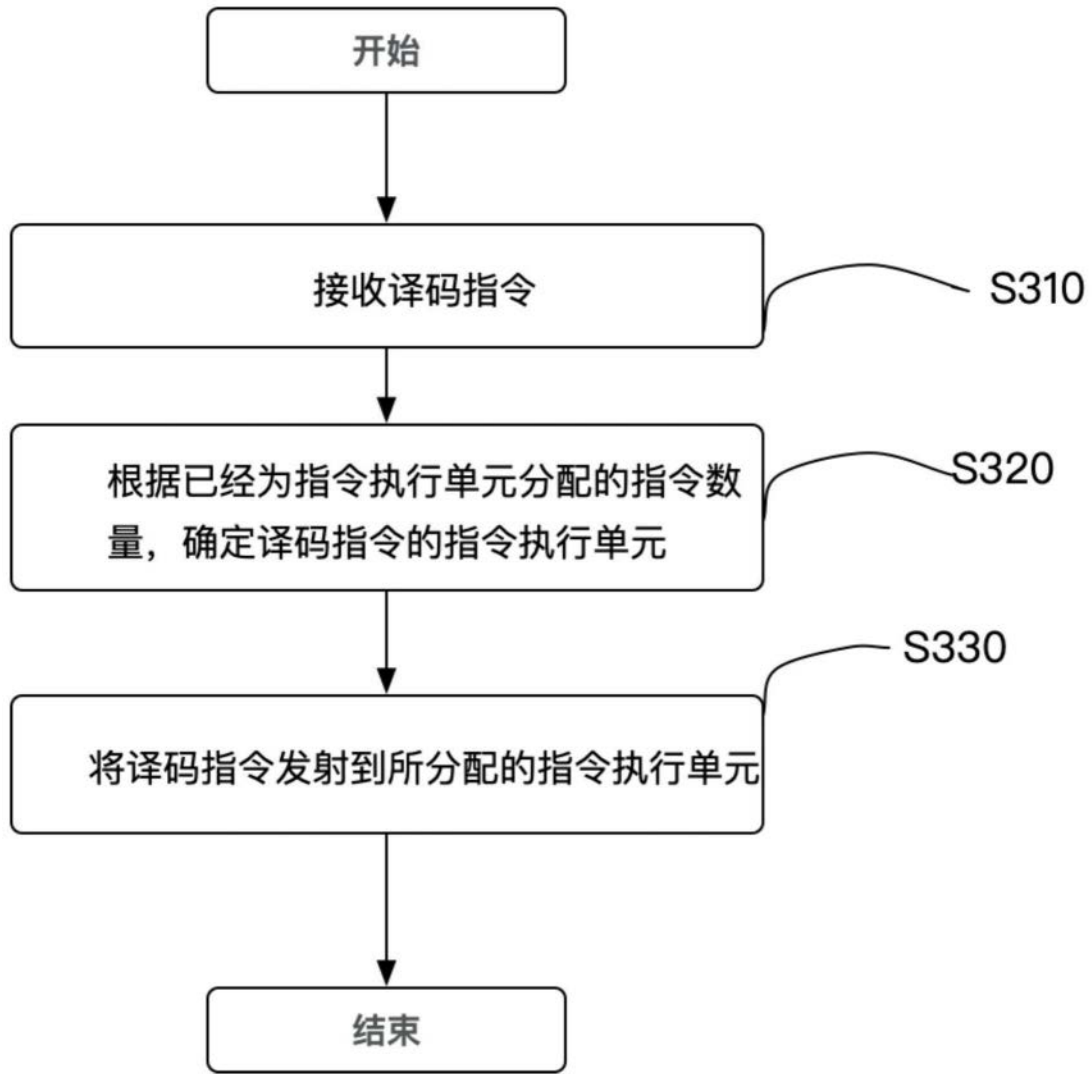 开始
接收译码指令
S310
根据已经为指令执行单元分配的指令数
量，确定译码指令的指令执行单元
S320
S330
将译码指令发射到所分配的指令执行单元
结束